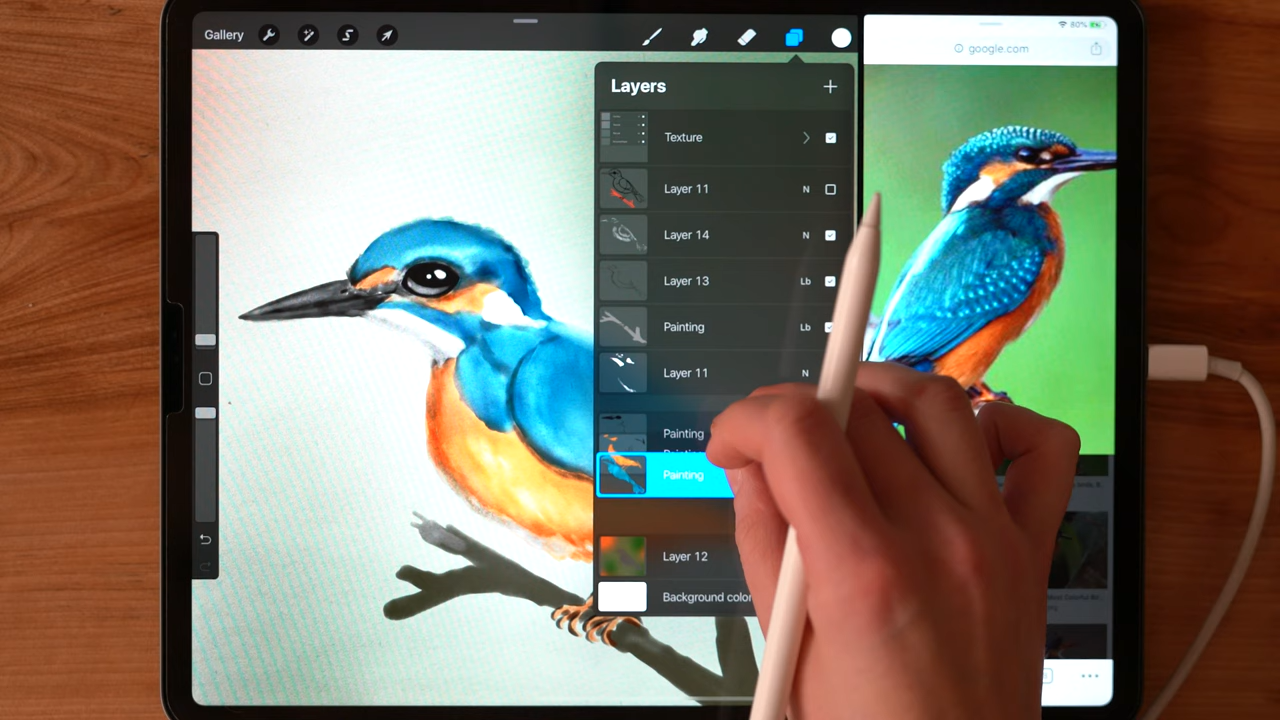 Gallery
80%
google.com
Layers
Texture
Layer 11
N
Layer 14
N
Layer 13
Lb
Painting
Lb
Layer 11
N
Painting
Painting
Layer 12
Background color